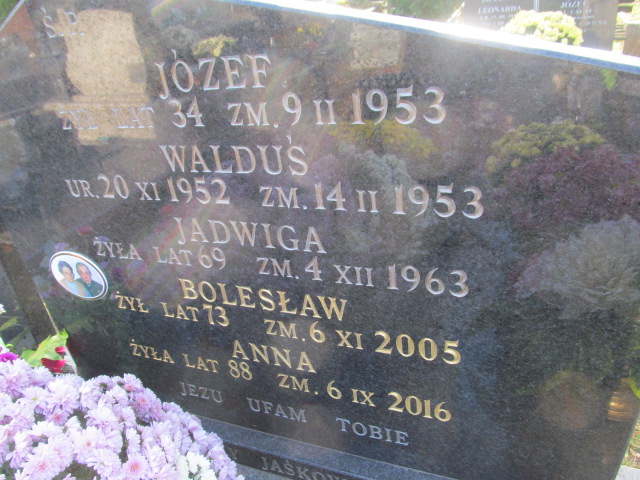 Ś.P.
JÓZEF
ŻYŁ LAT 34 ZM. 9 II 1953
WALDUŚ
UR. 20 XI 1952 ZM. 14 II 1953
JADWIGA
ŻYŁA LAT 69 ZM. 4 XII 1963
BOLESŁAW
ŻYŁ LAT 73 ZM. 6 XI 2005
ANNA
ŻYŁA LAT 88 ZM. 6 IX 2016
JEZU UFAM TOBIE
LEONARDA
JÓZEF